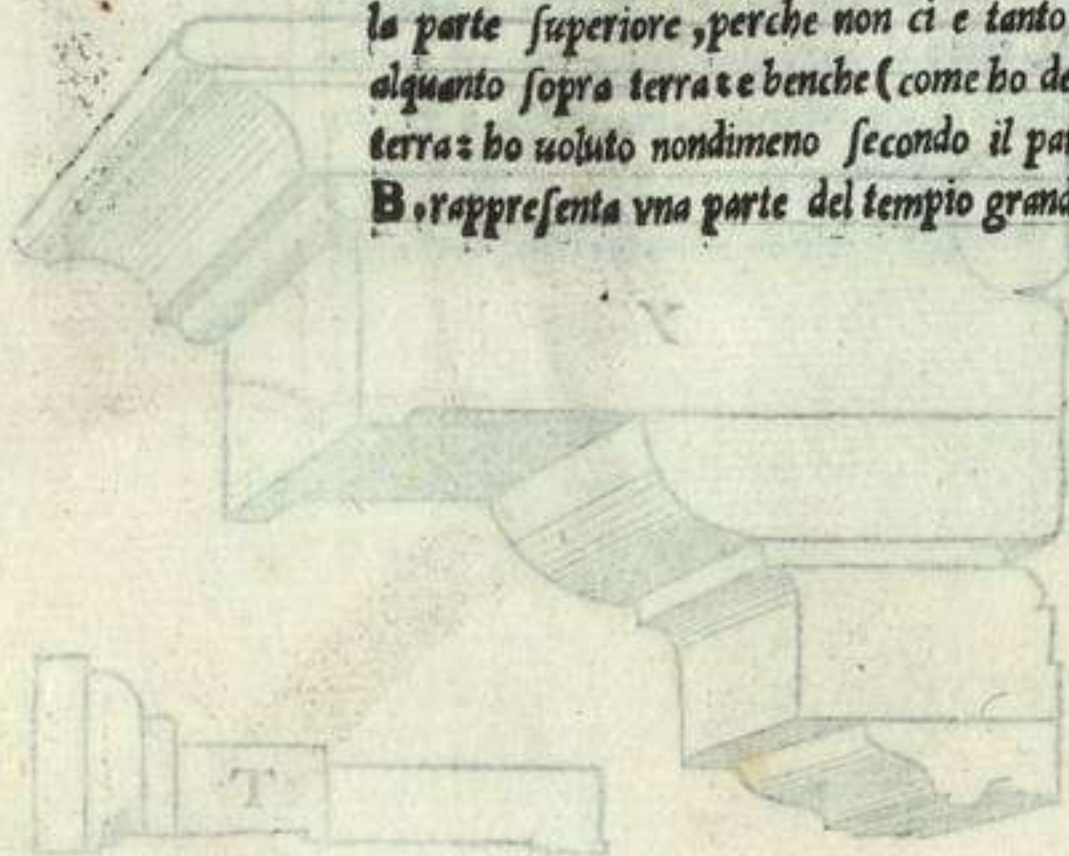 la parte ſuperiore, perche non ci e tanto
alquanto ſopra terra: e benche (come ho de
terra: ho uoluto nondimeno ſecondo il par
B. rappreſenta vna parte del tempio grand
Y
T